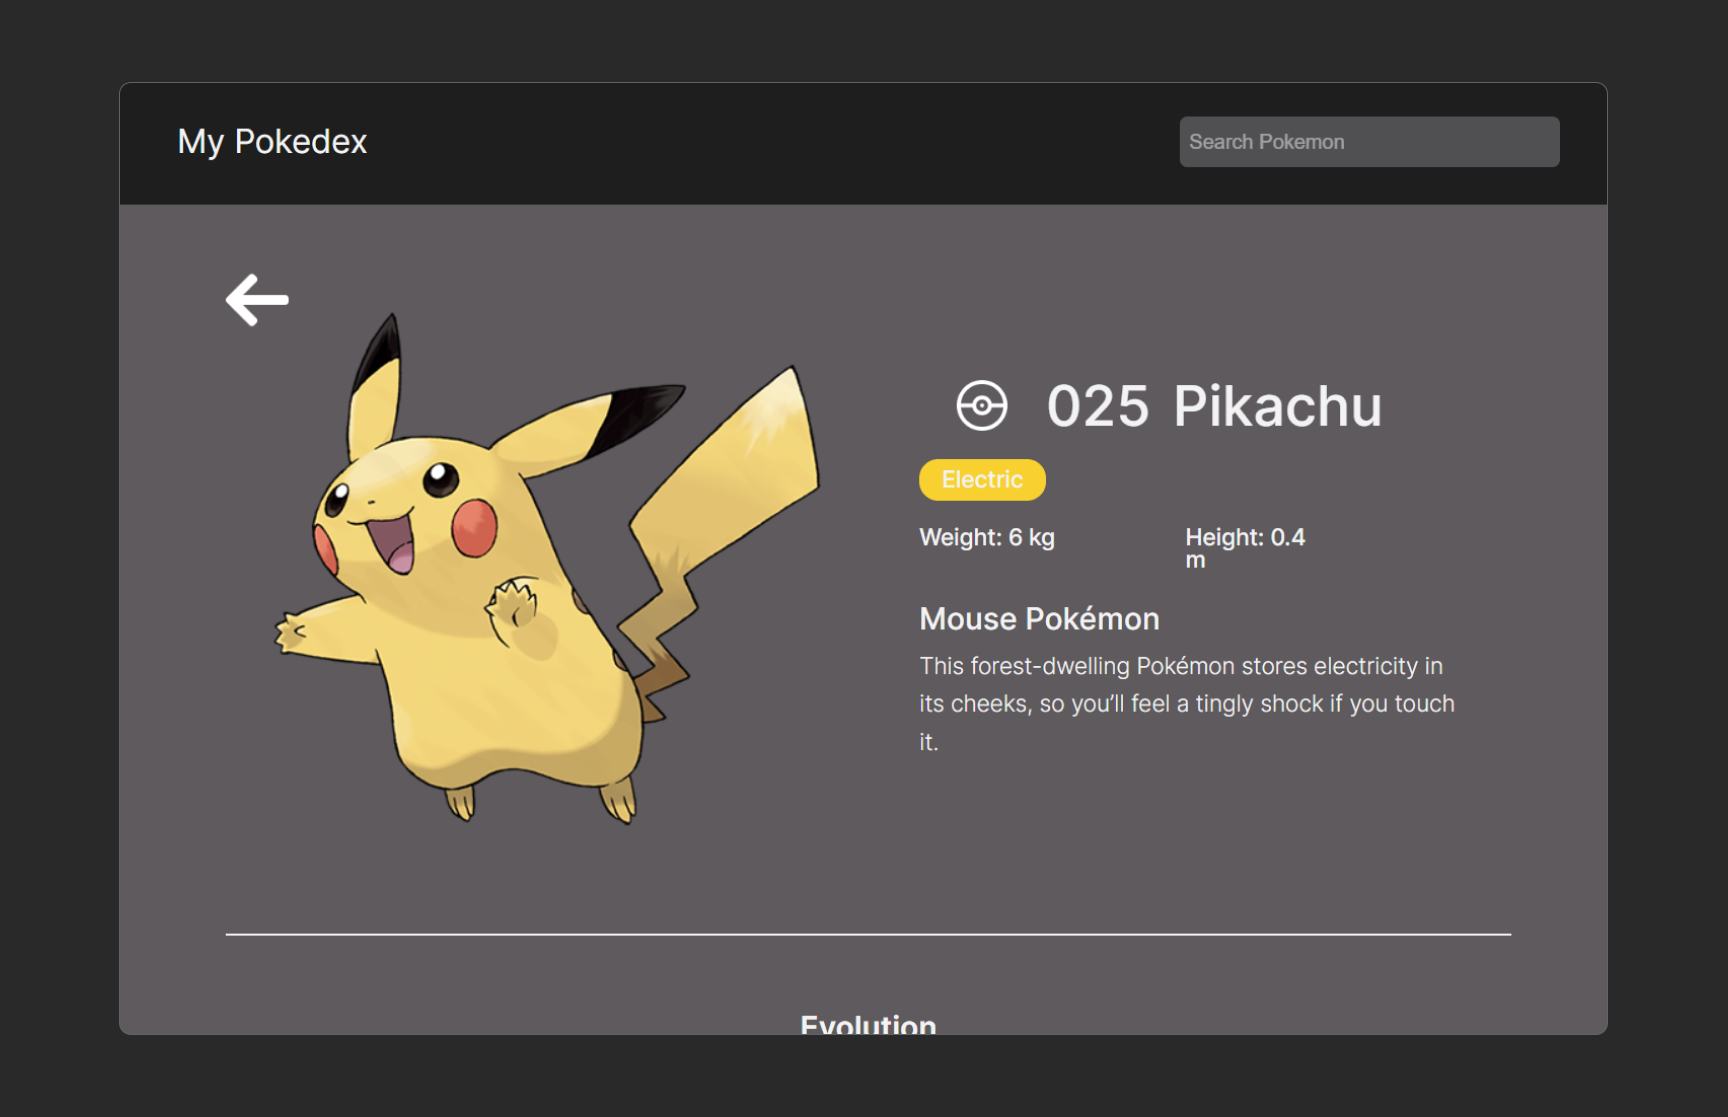 My Pokedex
Search Pokemon
025 Pikachu
Electric
Weight: 6 kg
Height: 0.4
m
Mouse Pokémon
This forest-dwelling Pokémon stores electricity in
its cheeks, so you’ll feel a tingly shock if you touch
it.
Evolution